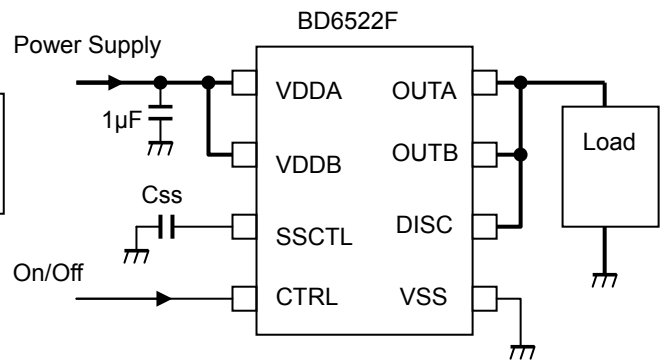 BD6522F
Power Supply
1µF
VDDA
OUTA
VDDB
OUTB
Load
Css
SSCTL
DISC
On/Off
CTRL
VSS